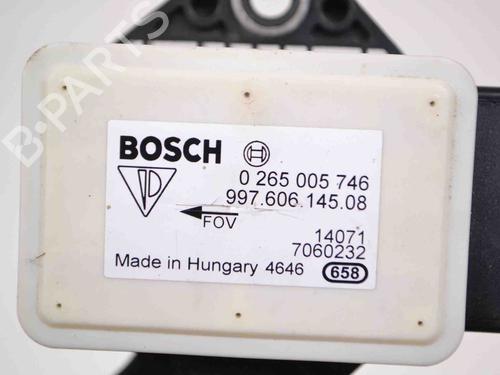 B-PARTS
BOSCH
0 265 005 746
997.606.145.08
FOV
14071
7060232
Made in Hungary 4646 658